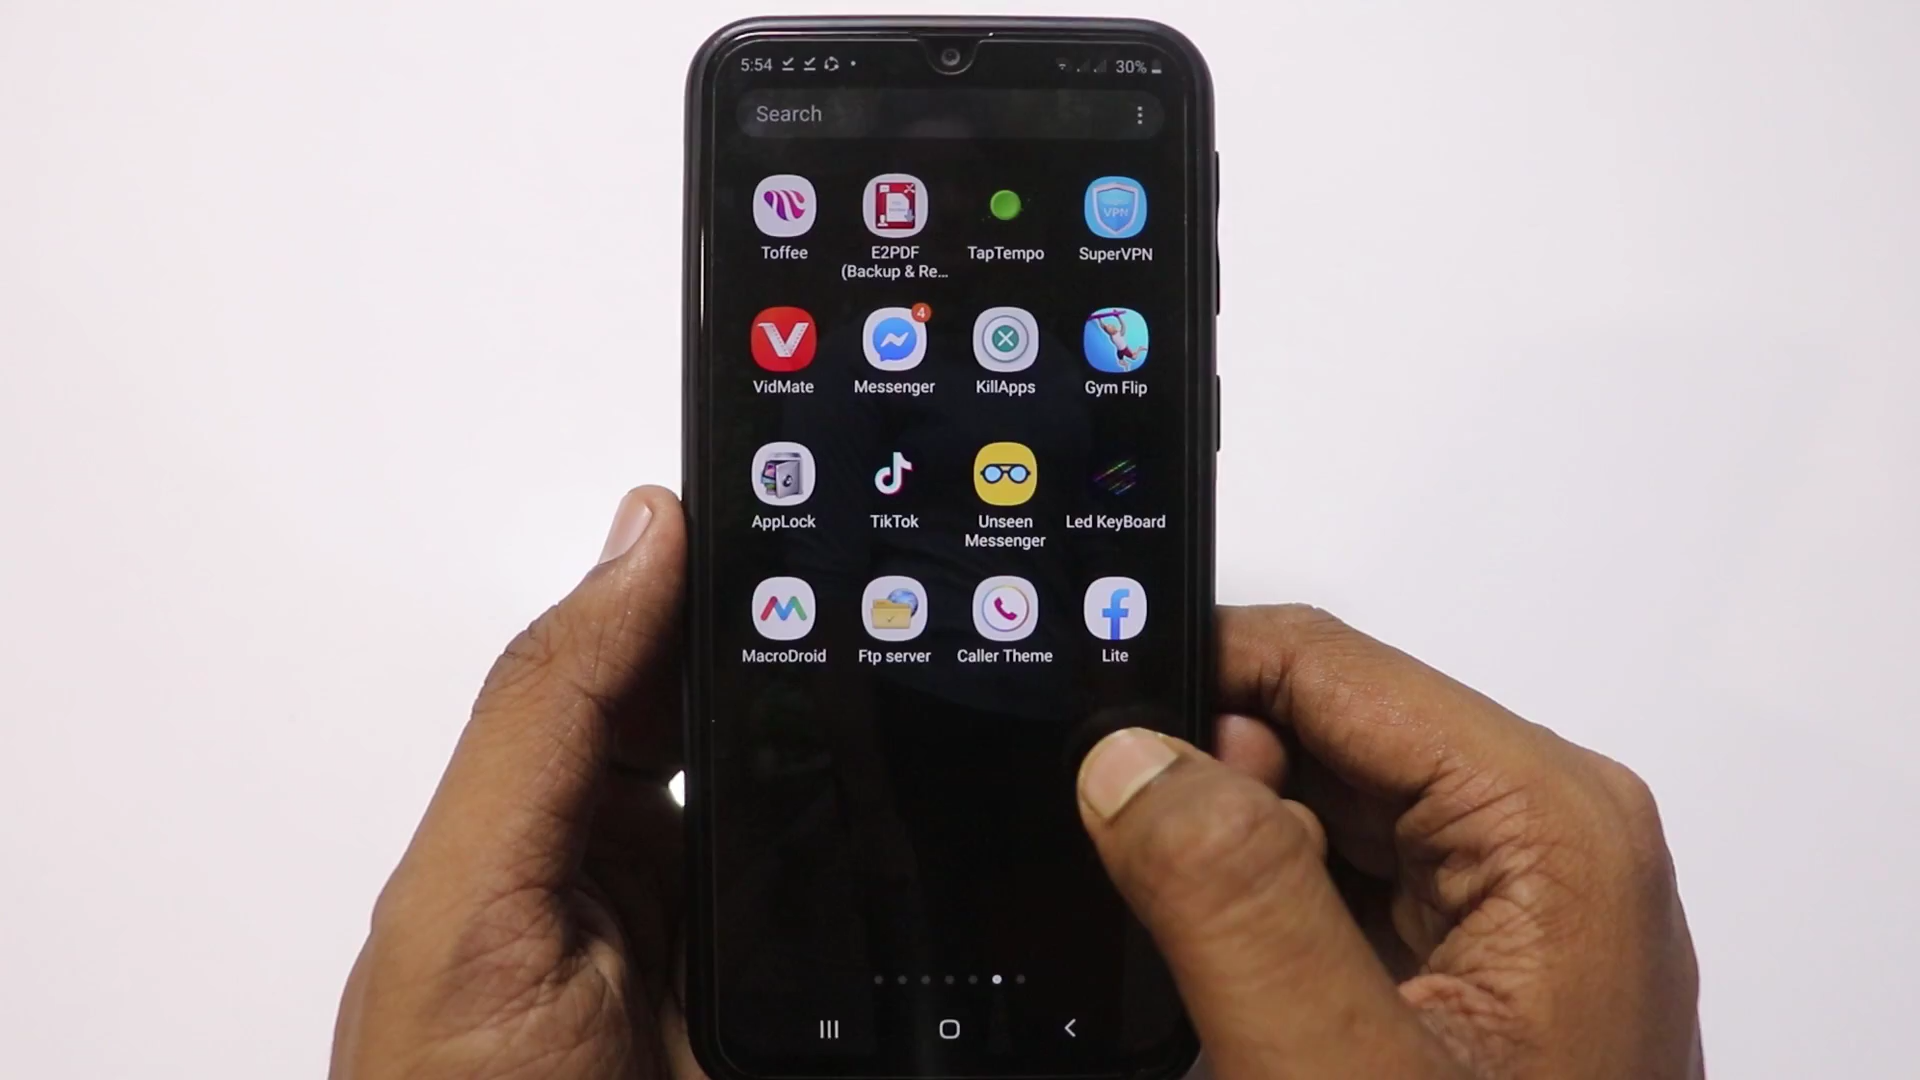 5:54
30%
Search
Toffee
E2PDF
(Backup & Re...
TapTempo
SuperVPN
VPN
VidMate
4
Messenger
KillApps
Gym Flip
AppLock
TikTok
Unseen
Messenger
Led KeyBoard
MacroDroid
Ftp server
Caller Theme
Lite